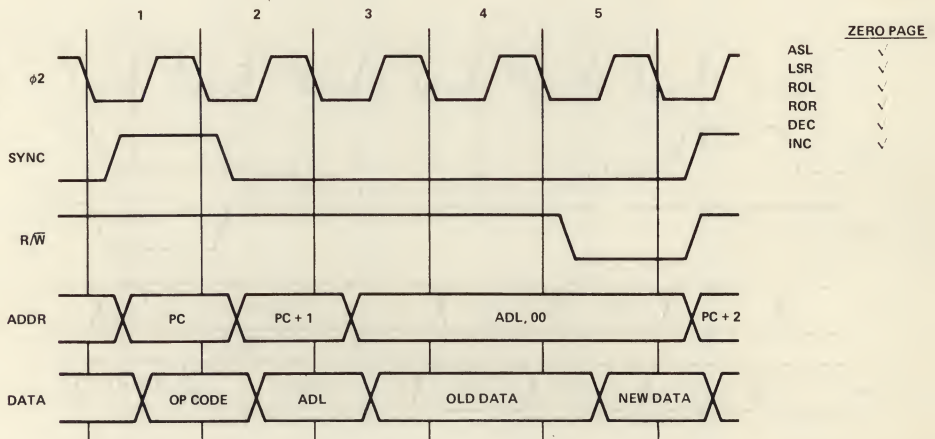 1 2 3 4 5
ZERO PAGE
ASL ✓
LSR ✓
ROL ✓
ROR ✓
DEC ✓
INC ✓
φ2
SYNC
R/W̅
ADDR PC PC + 1 ADL, 00 PC + 2
DATA OP CODE ADL OLD DATA NEW DATA